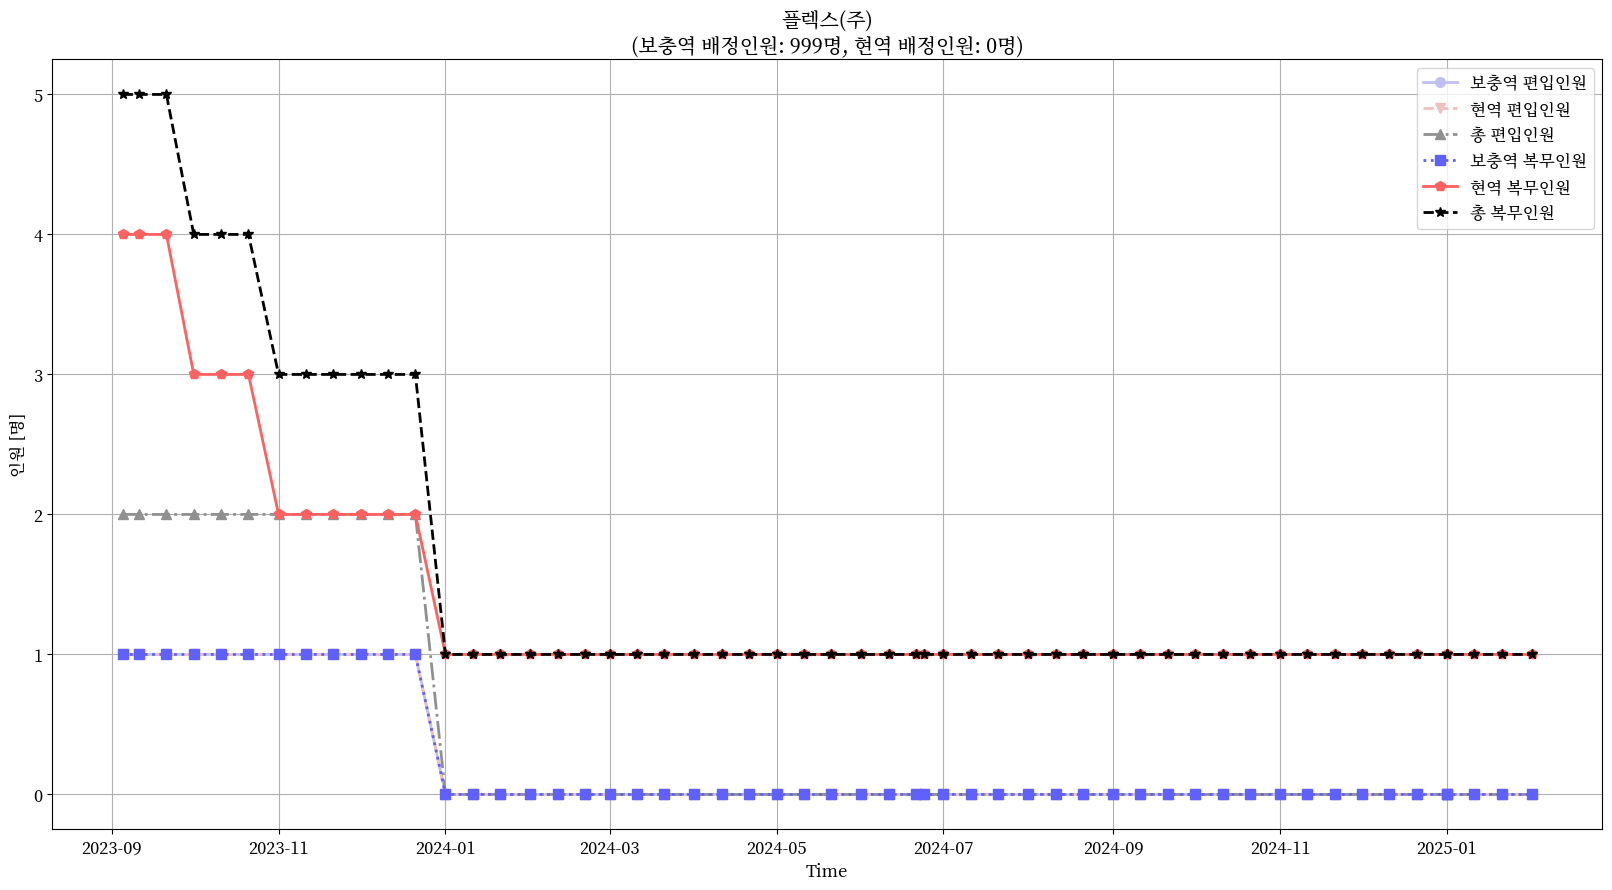 플렉스(주)
(보충역 배정인원: 999명, 현역 배정인원: 0명)
보충역 편입인원
현역 편입인원
총 편입인원
보충역 복무인원
현역 복무인원
총 복무인원
인원 [명]
5
4
3
2
1
0
2023-09
2023-11
2024-01
2024-03
2024-05
2024-07
2024-09
2024-11
2025-01
Time